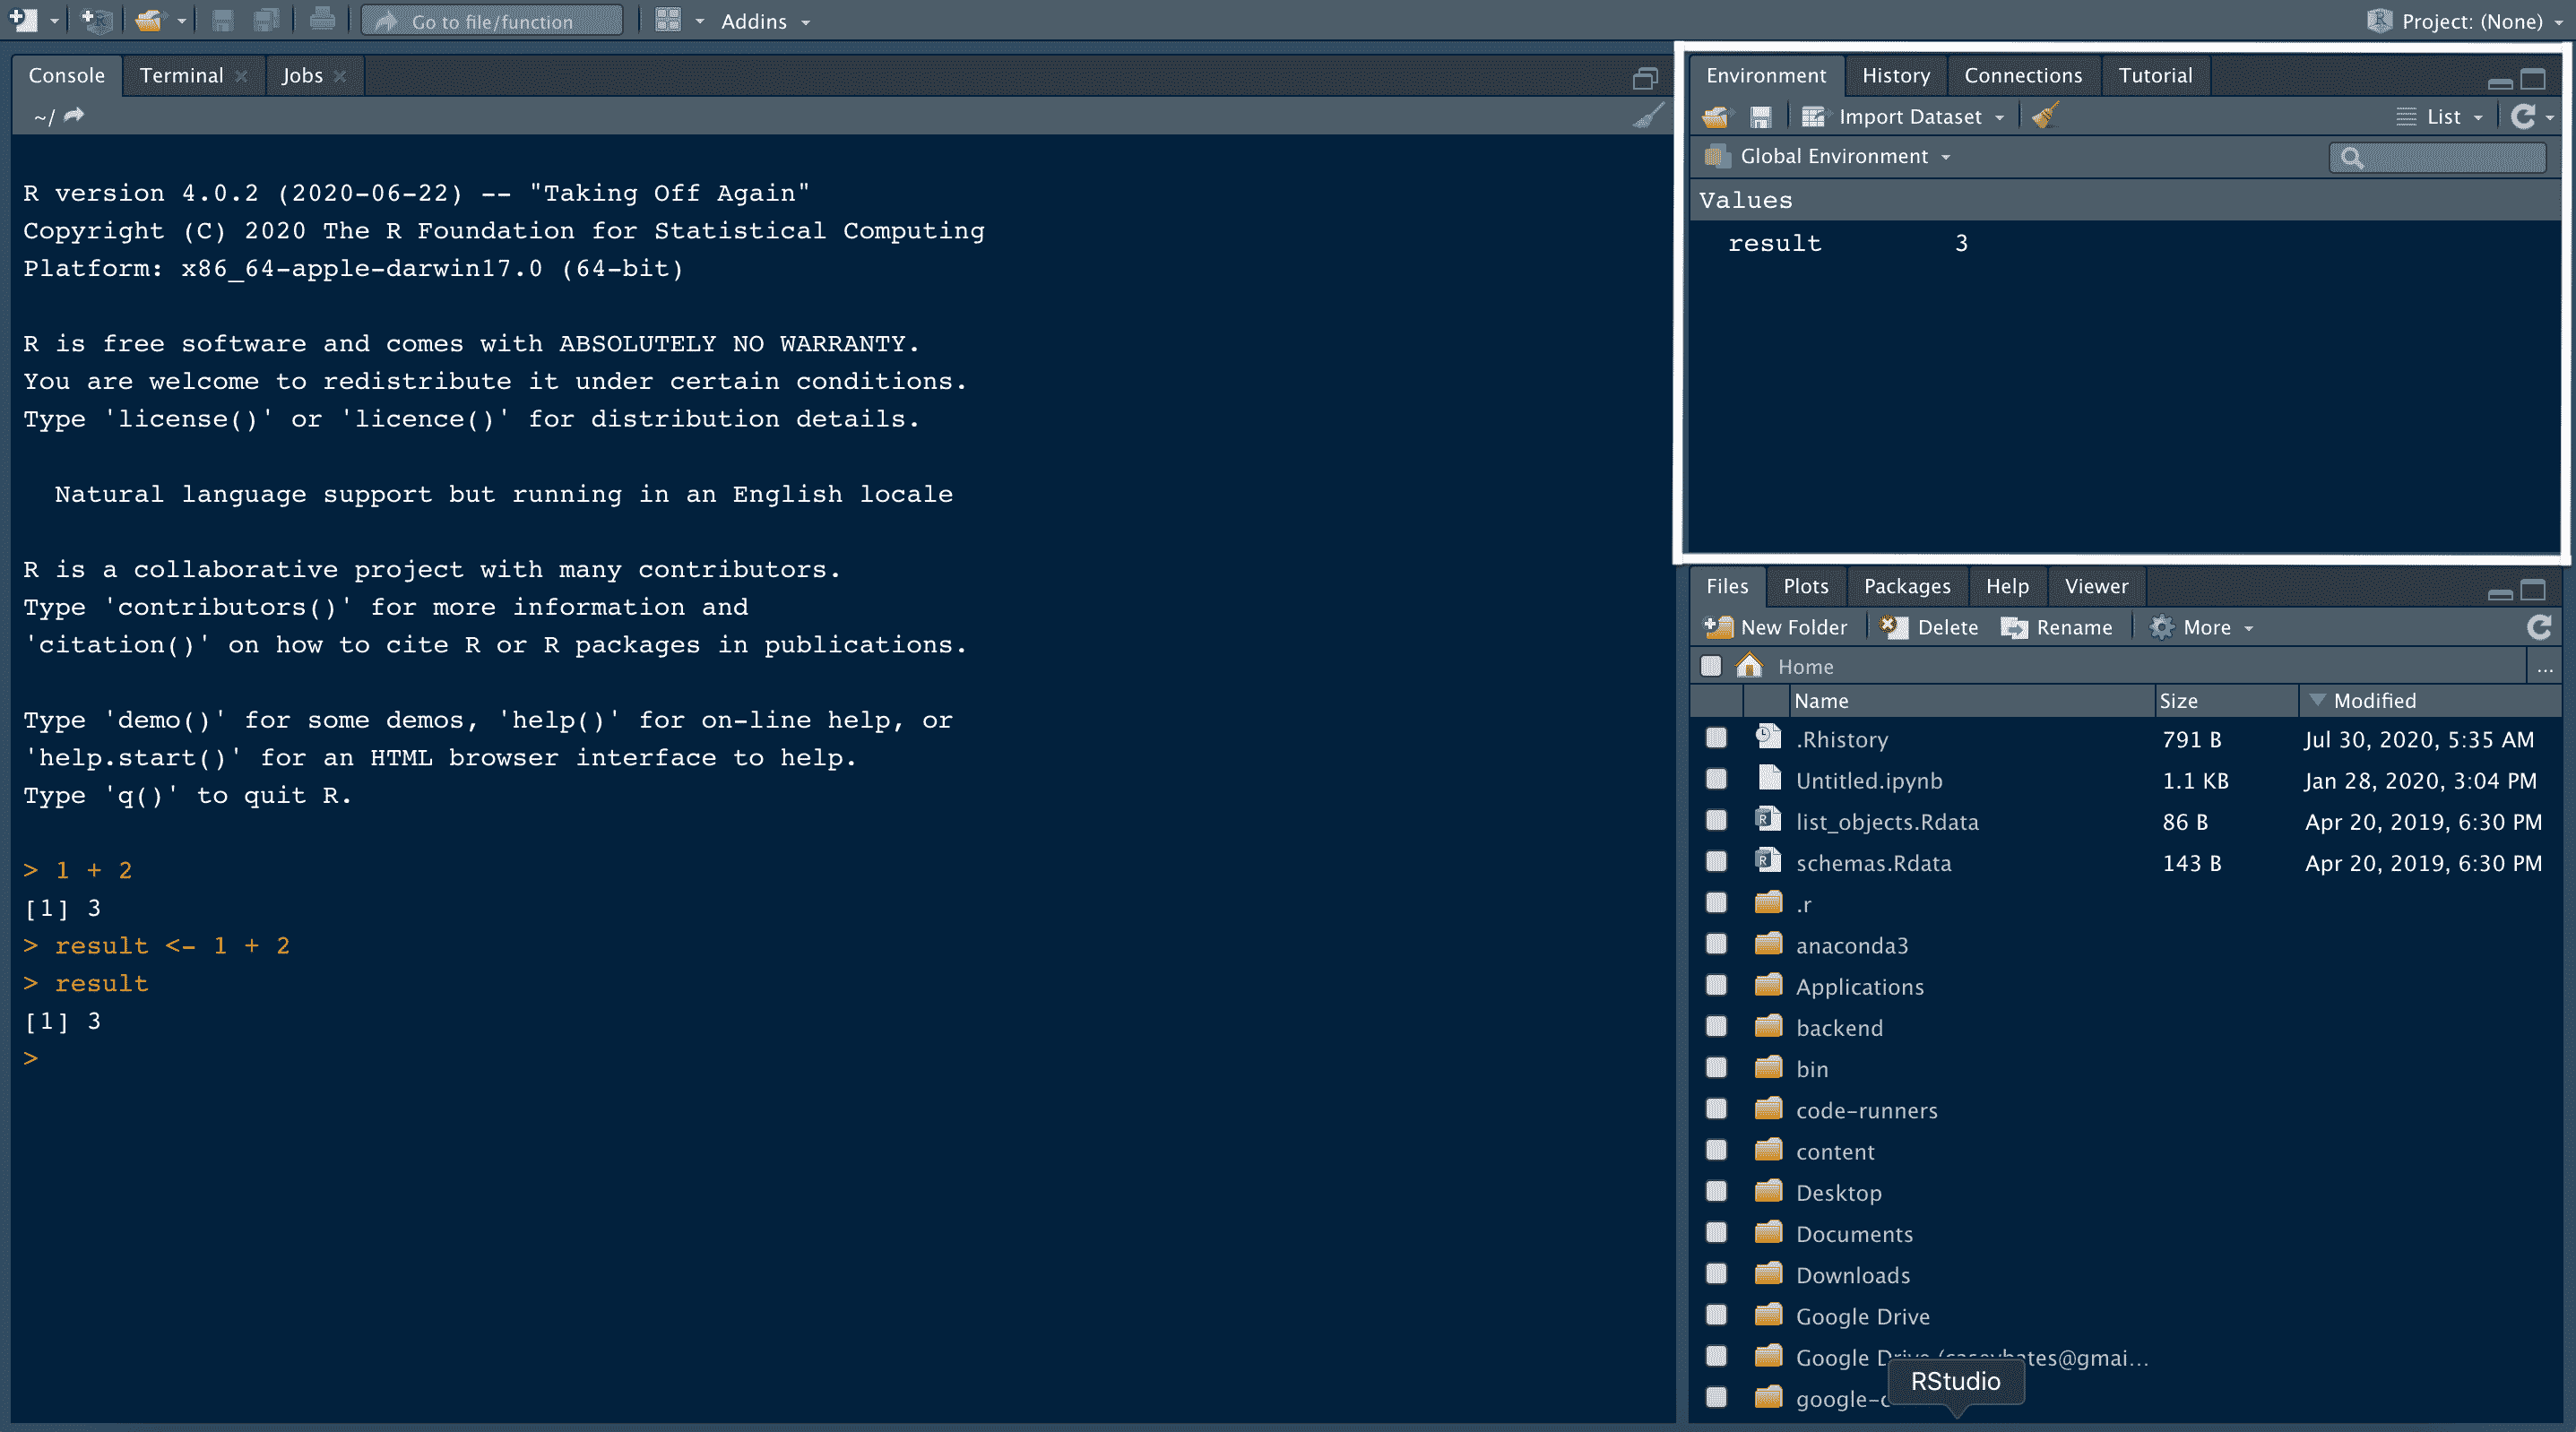 Go to file/function
Addins
Project: (None)
Console
Terminal
Jobs
~/
R version 4.0.2 (2020-06-22) -- "Taking Off Again"
Copyright (C) 2020 The R Foundation for Statistical Computing
Platform: x86_64-apple-darwin17.0 (64-bit)
R is free software and comes with ABSOLUTELY NO WARRANTY.
You are welcome to redistribute it under certain conditions.
Type 'license()' or 'licence()' for distribution details.
Natural language support but running in an English locale
R is a collaborative project with many contributors.
Type 'contributors()' for more information and
'citation()' on how to cite R or R packages in publications.
Type 'demo()' for some demos, 'help()' for on-line help, or
'help.start()' for an HTML browser interface to help.
Type 'q()' to quit R.
> 1 + 2
[1] 3
> result <- 1 + 2
> result
[1] 3
>
Environment History Connections Tutorial
Import Dataset List
Global Environment
Values
result 3
Files Plots Packages Help Viewer
New Folder Delete Rename More
Home ...
Name Size Modified
.Rhistory 791 B Jul 30, 2020, 5:35 AM
Untitled.ipynb 1.1 KB Jan 28, 2020, 3:04 PM
list_objects.Rdata 86 B Apr 20, 2019, 6:30 PM
schemas.Rdata 143 B Apr 20, 2019, 6:30 PM
.r
anaconda3
Applications
backend
bin
code-runners
content
Desktop
Documents
Downloads
Google Drive
Google
RStudio